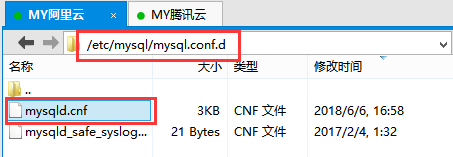 MY阿里云 × MY腾讯云
/etc/mysql/mysql.conf.d
名称 大小 类型 修改时间
..
mysqld.cnf 3KB CNF 文件 2018/6/6, 16:58
mysqld_safe_syslog... 21 Bytes CNF 文件 2017/2/4, 1:32